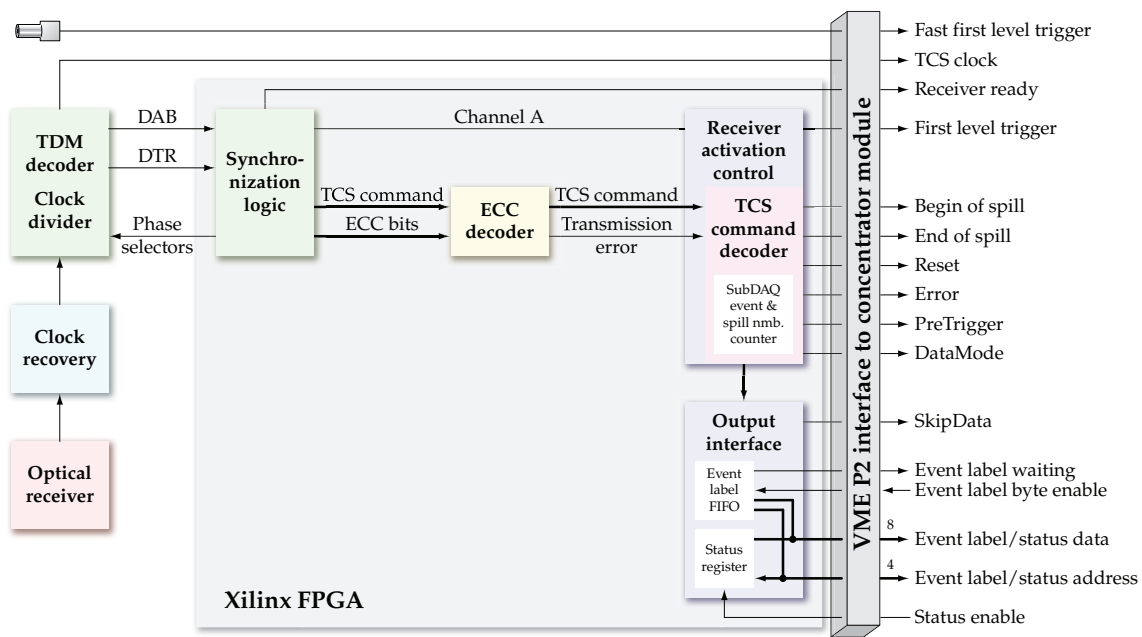 Fast first level trigger
TCS clock
Receiver ready
First level trigger
Begin of spill
End of spill
Reset
Error
PreTrigger
DataMode
SkipData
Event label waiting
Event label byte enable
8
Event label/status data
4
Event label/status address
Status enable
VME P2 interface to concentrator module
TDM
decoder
Clock
divider
DAB
DTR
Phase
selectors
Clock
recovery
Optical
receiver
Synchro-
nization
logic
Channel A
TCS command
ECC bits
ECC
decoder
TCS command
Transmission
error
Receiver
activation
control
TCS
command
decoder
SubDAQ
event &
spill nmb.
counter
Output
interface
Event
label
FIFO
Status
register
Xilinx FPGA